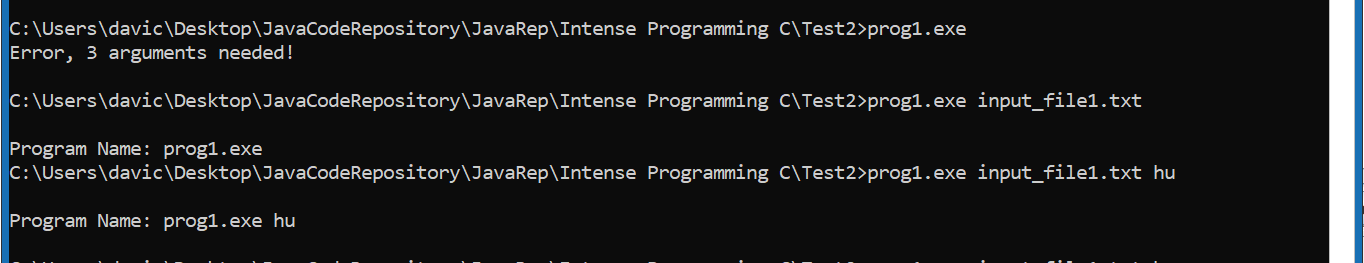 C:\Users\davic\Desktop\JavaCodeRepository\JavaRep\Intense Programming C\Test2>prog1.exe
Error, 3 arguments needed!
C:\Users\davic\Desktop\JavaCodeRepository\JavaRep\Intense Programming C\Test2>prog1.exe input_file1.txt
Program Name: prog1.exe
C:\Users\davic\Desktop\JavaCodeRepository\JavaRep\Intense Programming C\Test2>prog1.exe input_file1.txt hu
Program Name: prog1.exe hu